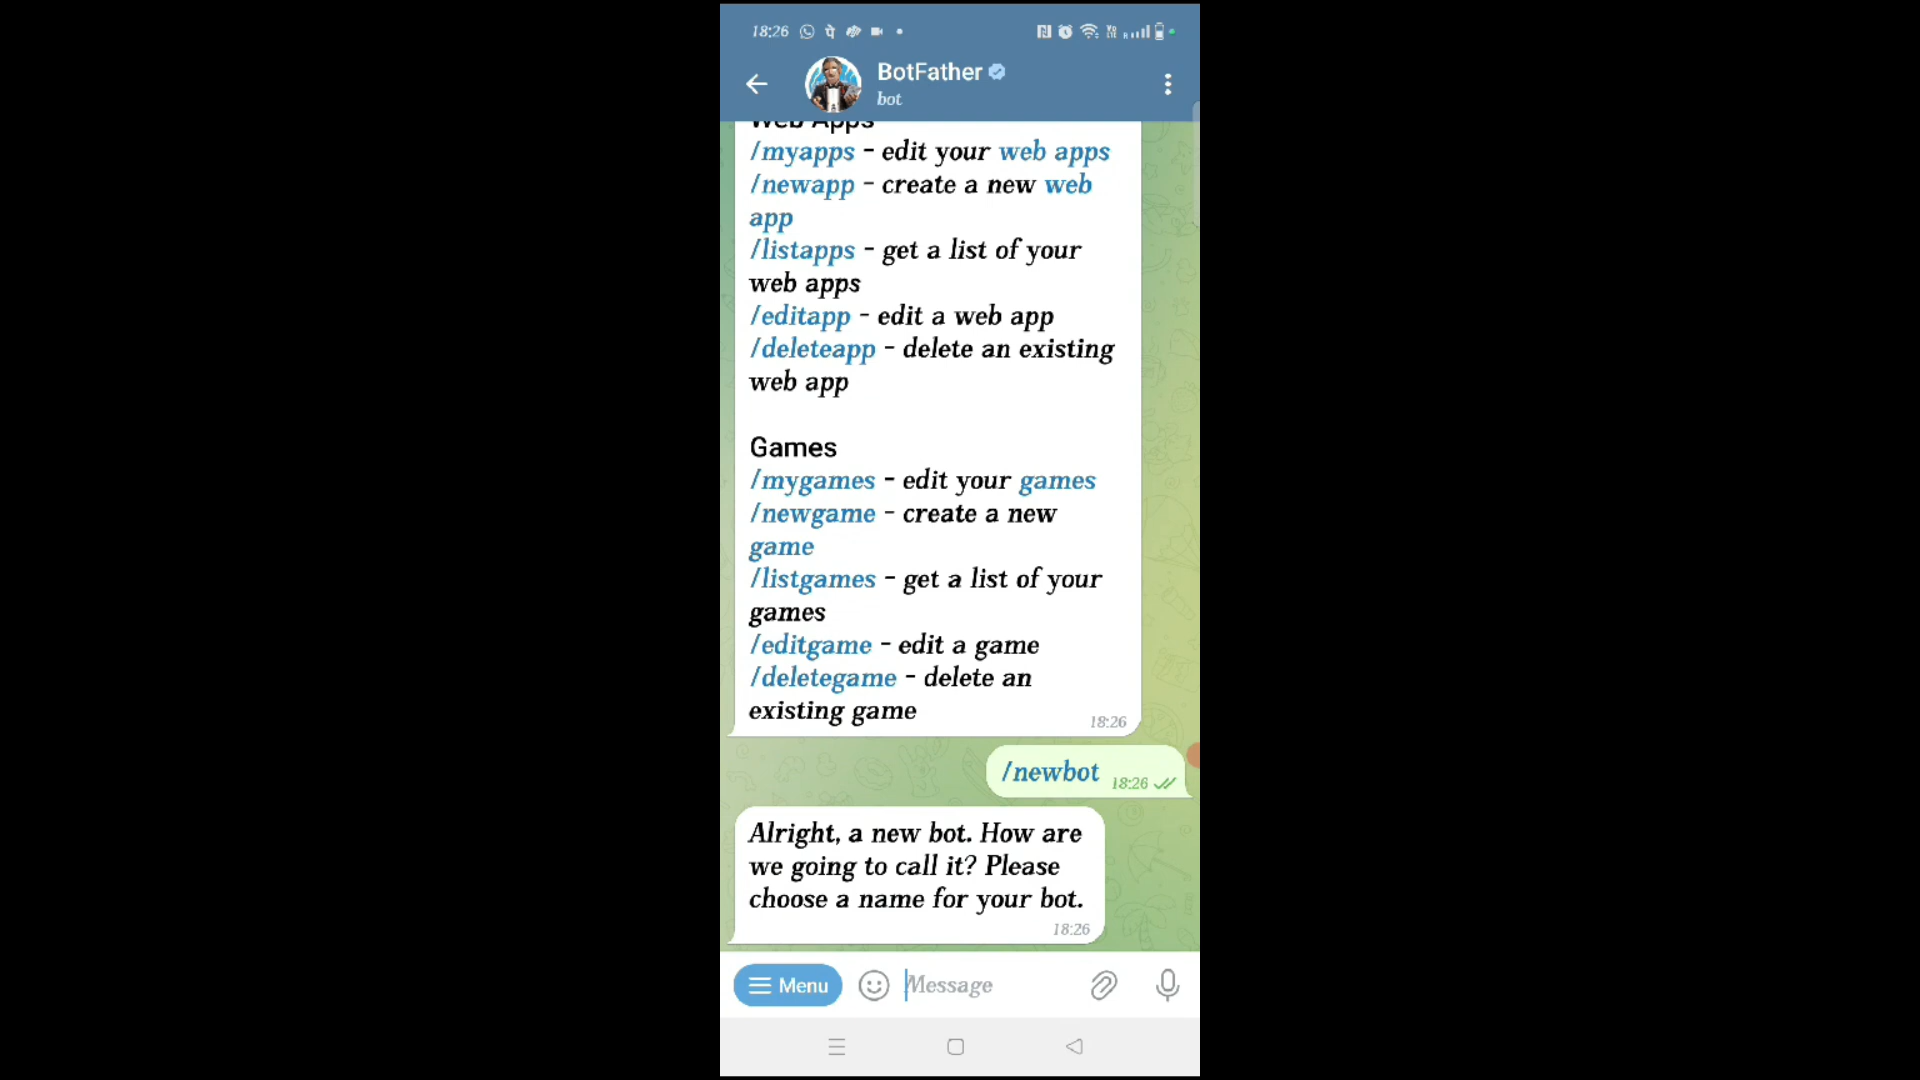 18:26
BotFather
bot
Web Apps
/myapps - edit your web apps
/newapp - create a new web
app
/listapps - get a list of your
web apps
/editapp - edit a web app
/deleteapp - delete an existing
web app
Games
/mygames - edit your games
/newgame - create a new
game
/listgames - get a list of your
games
/editgame - edit a game
/deletegame - delete an
existing game
18:26
/newbot
18:26
Alright, a new bot. How are
we going to call it? Please
choose a name for your bot.
18:26
Menu
Message